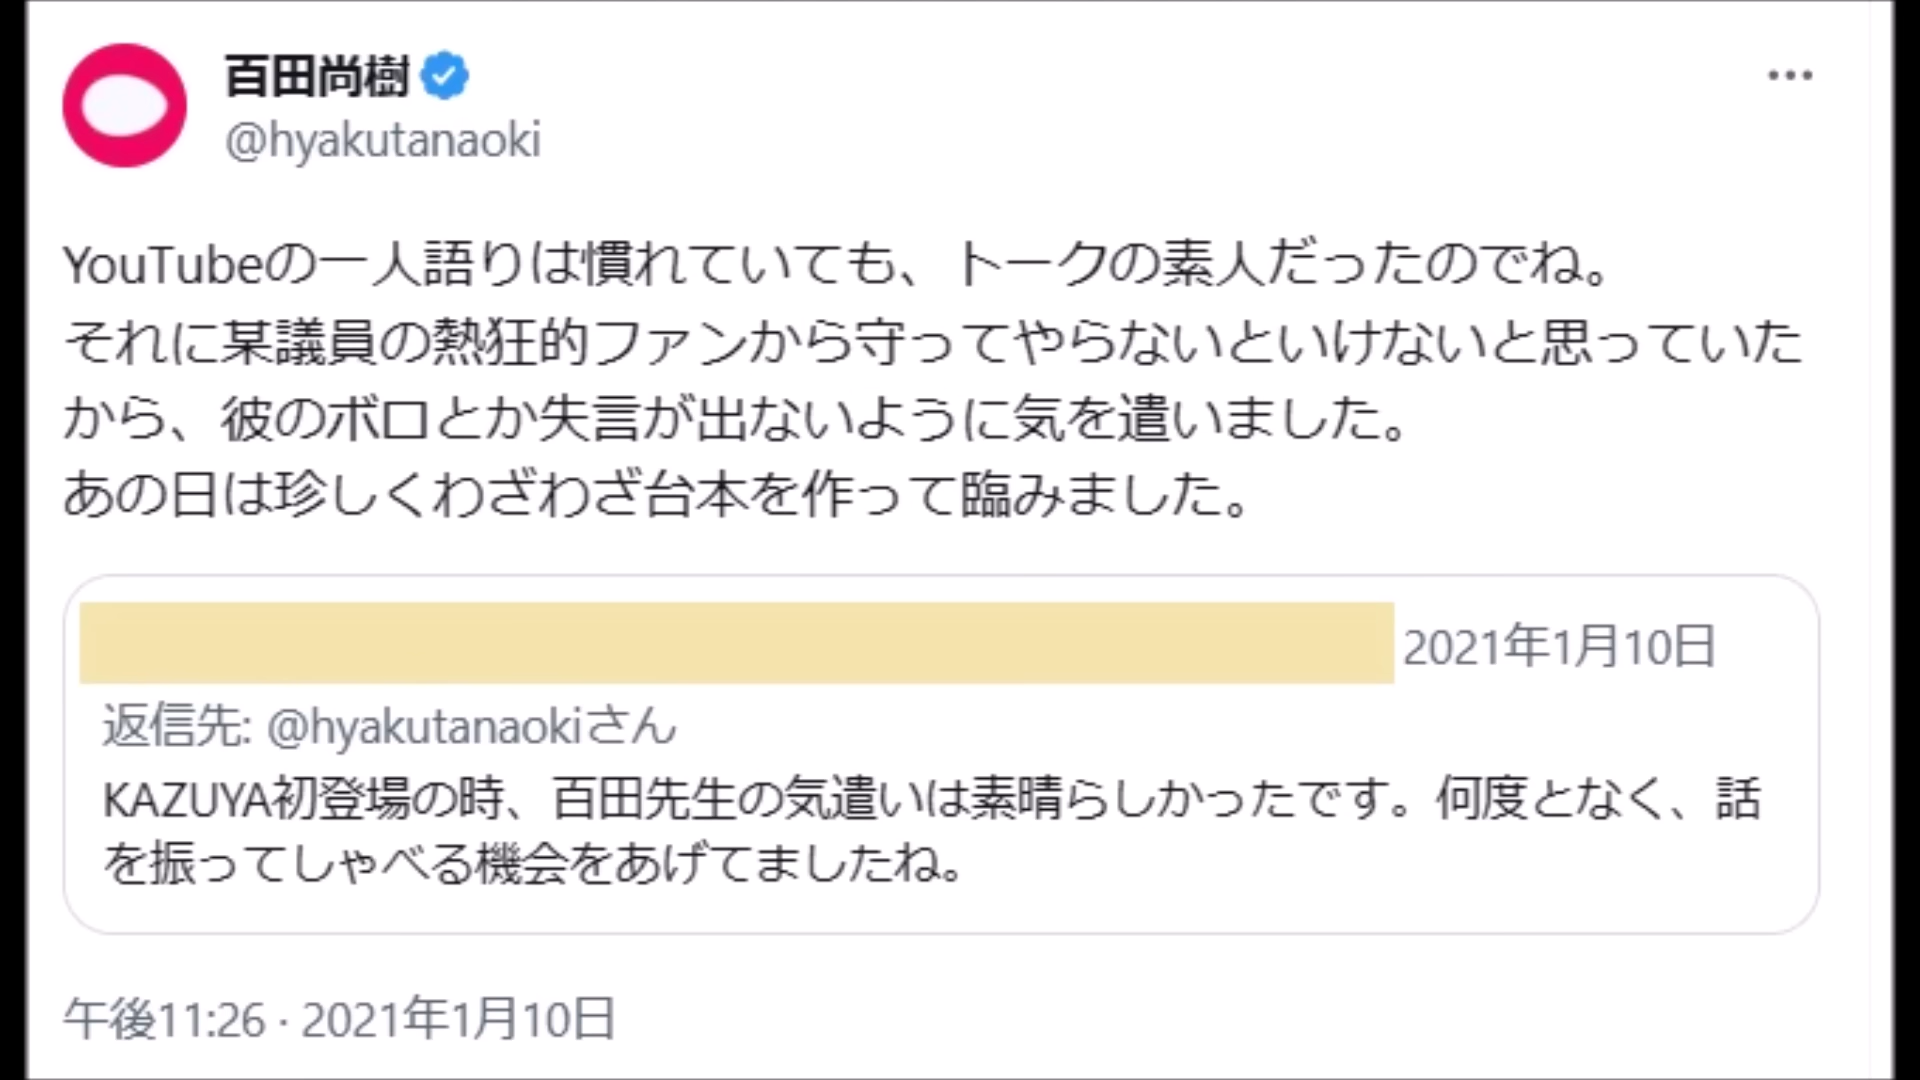 百田尚樹
@hyakutanaoki
YouTubeの一人語りは慣れていても、トークの素人だったのでね。
それに某議員の熱狂的ファンから守ってやらないといけないと思っていた
から、彼のボロとか失言が出ないように気を遣いました。
あの日は珍しくわざわざ台本を作って臨みました。
2021年1月10日
返信先: @hyakutanaokiさん
KAZUYA初登場の時、百田先生の気遣いは素晴らしかったです。何度となく、話
を振ってしゃべる機会をあげてましたね。
午後11:26 · 2021年1月10日